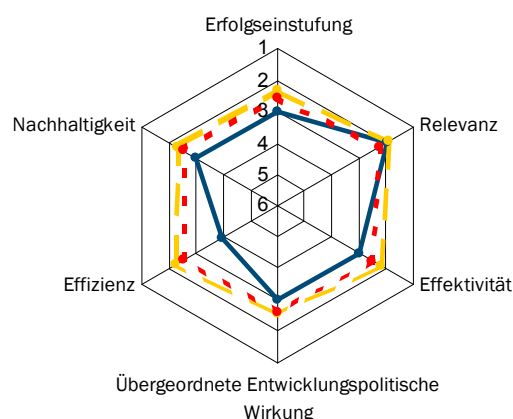 Erfolgseinstufung
1
2
3
4
5
6
Nachhaltigkeit
Relevanz
Effizienz
Effektivität
Übergeordnete Entwicklungspolitische
Wirkung